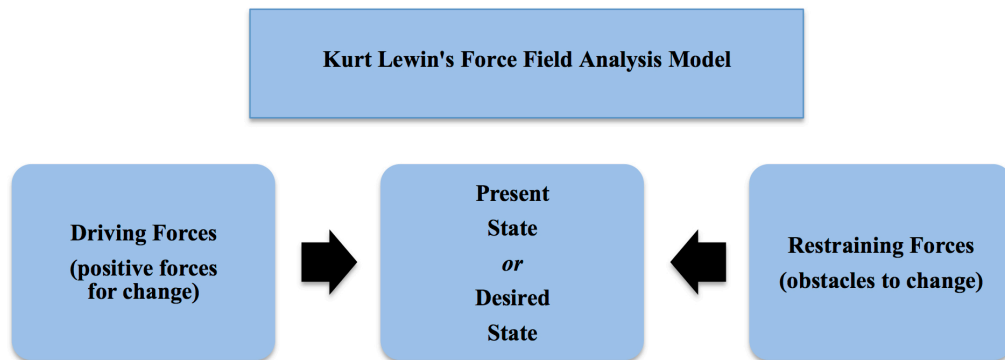 Kurt Lewin's Force Field Analysis Model
Driving Forces
(positive forces
for change)
Present
State
or
Desired
State
Restraining Forces
(obstacles to change)